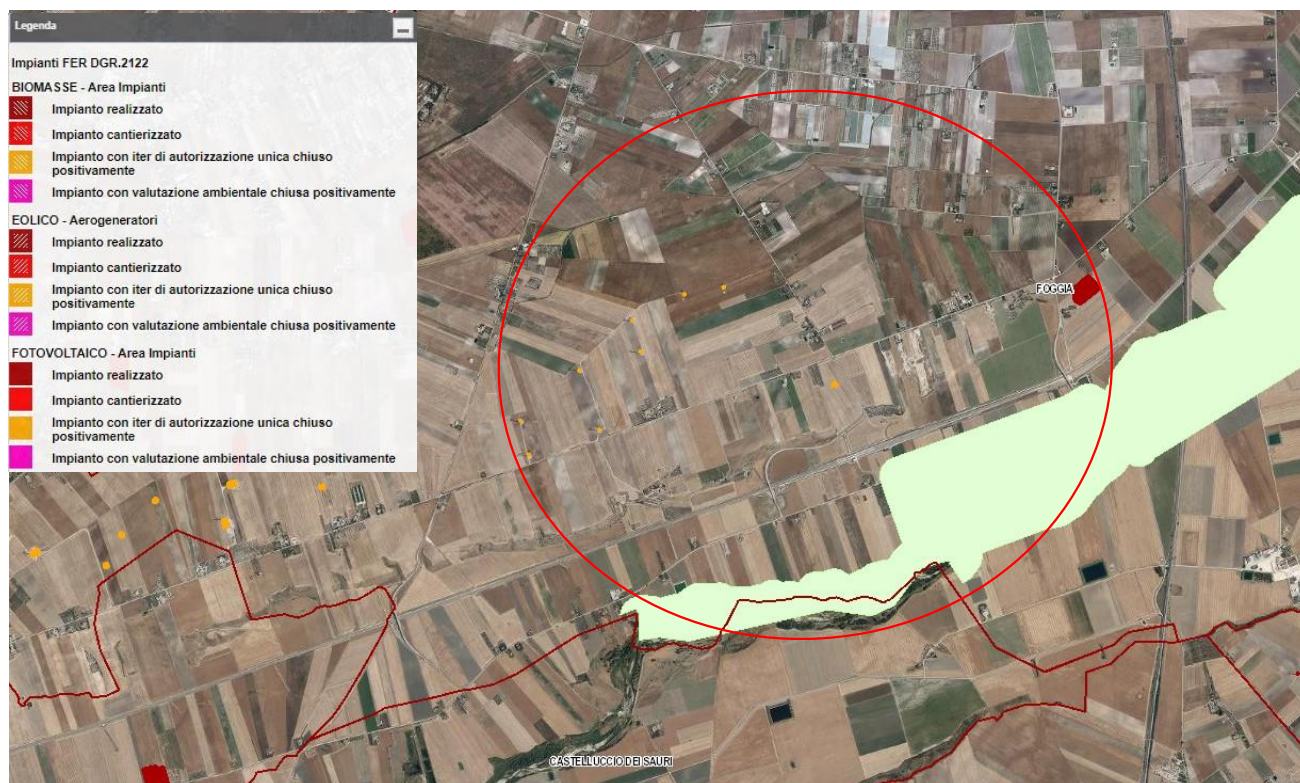 Legenda
Impianti FER DGR.2122
BIOMASSE - Area Impianti
Impianto realizzato
Impianto cantierizzato
Impianto con iter di autorizzazione unica chiuso
positivamente
Impianto con valutazione ambientale chiusa positivamente
EOLICO - Aerogeneratori
Impianto realizzato
Impianto cantierizzato
Impianto con iter di autorizzazione unica chiuso
positivamente
Impianto con valutazione ambientale chiusa positivamente
FOTOVOLTAICO - Area Impianti
Impianto realizzato
Impianto cantierizzato
Impianto con iter di autorizzazione unica chiuso
positivamente
Impianto con valutazione ambientale chiusa positivamente
FOGGIA
CASTELLUCCIO DEI SAURI